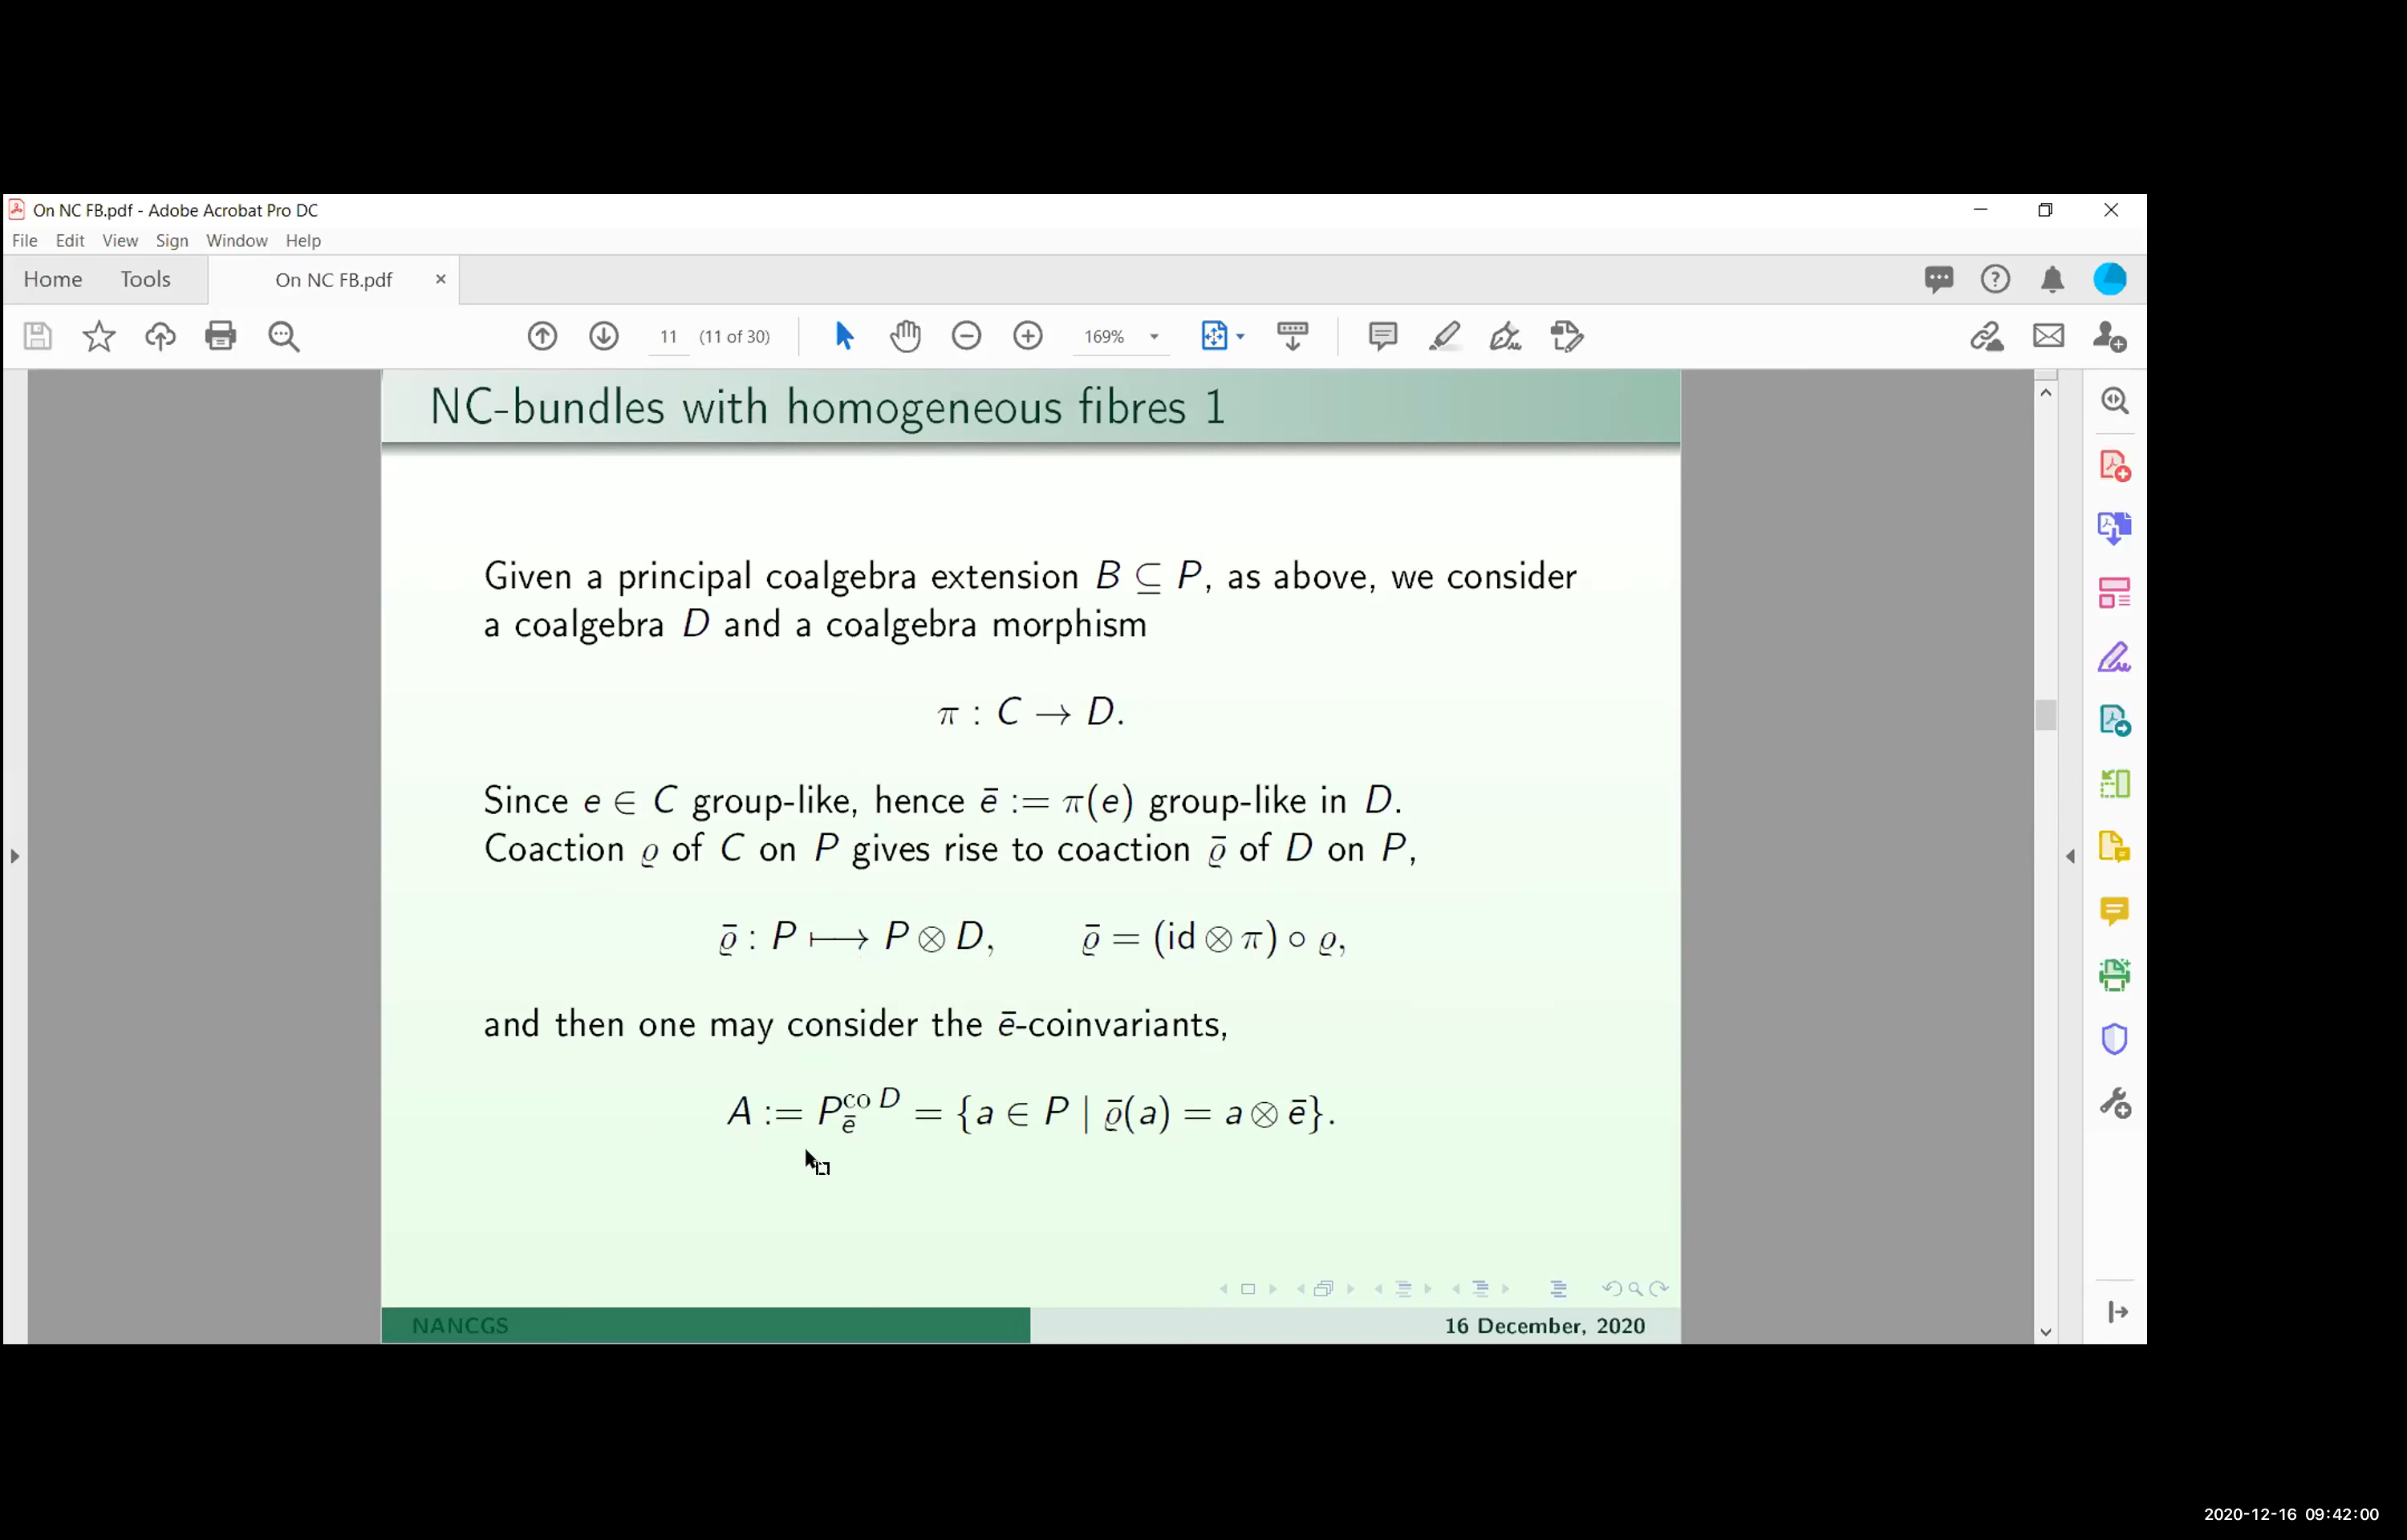 On NC FB.pdf - Adobe Acrobat Pro DC
File Edit View Sign Window Help
Home Tools On NC FB.pdf ×
11 (11 of 30) 169%
NC-bundles with homogeneous fibres 1
Given a principal coalgebra extension B ⊆ P, as above, we consider
a coalgebra D and a coalgebra morphism
π : C → D.
Since e ∈ C group-like, hence ē := π(e) group-like in D.
Coaction ϱ of C on P gives rise to coaction ϱ̄ of D on P,
ϱ̄ : P ⟼ P ⊗ D, ϱ̄ = (id ⊗ π) ∘ ϱ,
and then one may consider the ē-coinvariants,
A := P_ē^{co D} = {a ∈ P | ϱ̄(a) = a ⊗ ē}.
NANCGS 16 December, 2020
2020-12-16 09:42:00